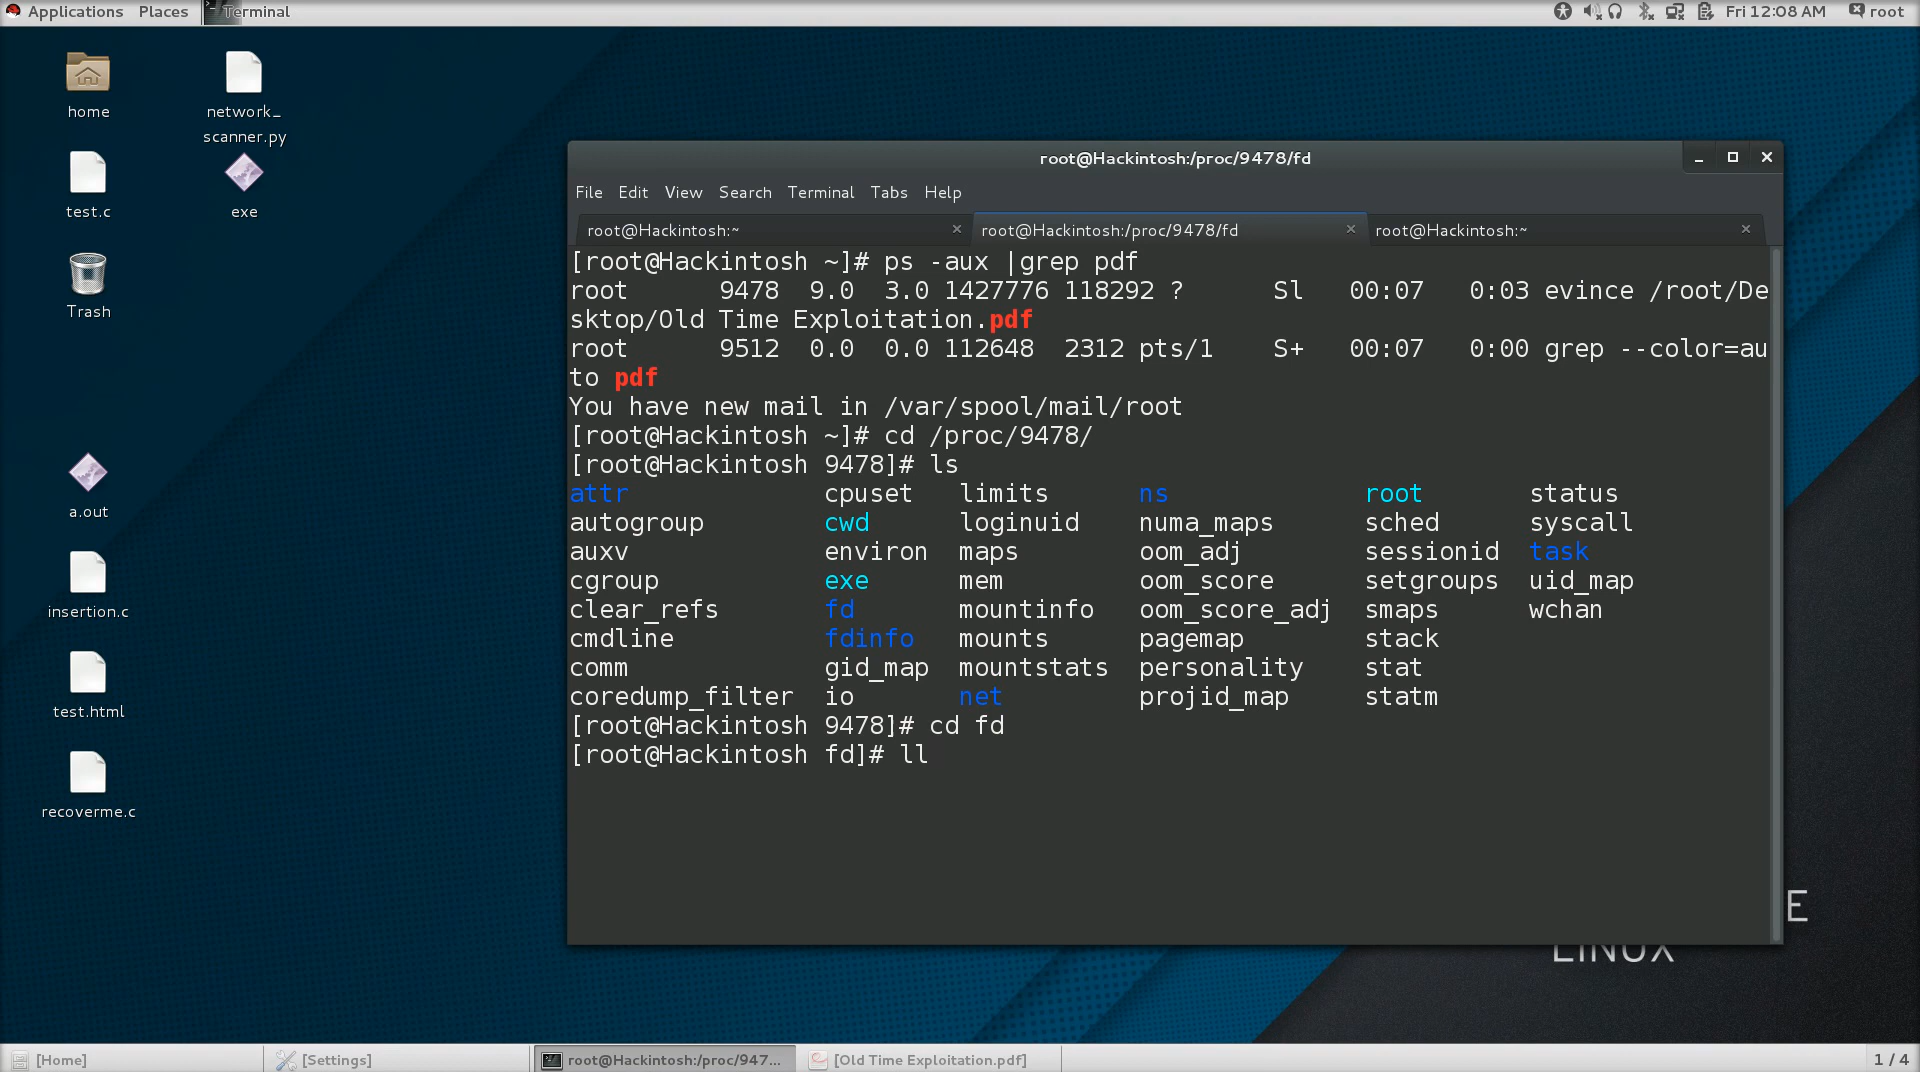 Applications Places Terminal Fri 12:08 AM root
home
network_
scanner.py
test.c
exe
Trash
a.out
insertion.c
test.html
recoverme.c
root@Hackintosh:/proc/9478/fd
File Edit View Search Terminal Tabs Help
root@Hackintosh:~ root@Hackintosh:/proc/9478/fd root@Hackintosh:~
[root@Hackintosh ~]# ps -aux |grep pdf
root 9478 9.0 3.0 1427776 118292 ? Sl 00:07 0:03 evince /root/De
sktop/Old Time Exploitation.pdf
root 9512 0.0 0.0 112648 2312 pts/1 S+ 00:07 0:00 grep --color=au
to pdf
You have new mail in /var/spool/mail/root
[root@Hackintosh ~]# cd /proc/9478/
[root@Hackintosh 9478]# ls
attr cpuset limits ns root status
autogroup cwd loginuid numa_maps sched syscall
auxv environ maps oom_adj sessionid task
cgroup exe mem oom_score setgroups uid_map
clear_refs fd mountinfo oom_score_adj smaps wchan
cmdline fdinfo mounts pagemap stack
comm gid_map mountstats personality stat
coredump_filter io net projid_map statm
[root@Hackintosh 9478]# cd fd
[root@Hackintosh fd]# ll
E
LINUX
[Home] [Settings] root@Hackintosh:/proc/947... [Old Time Exploitation.pdf] 1 / 4